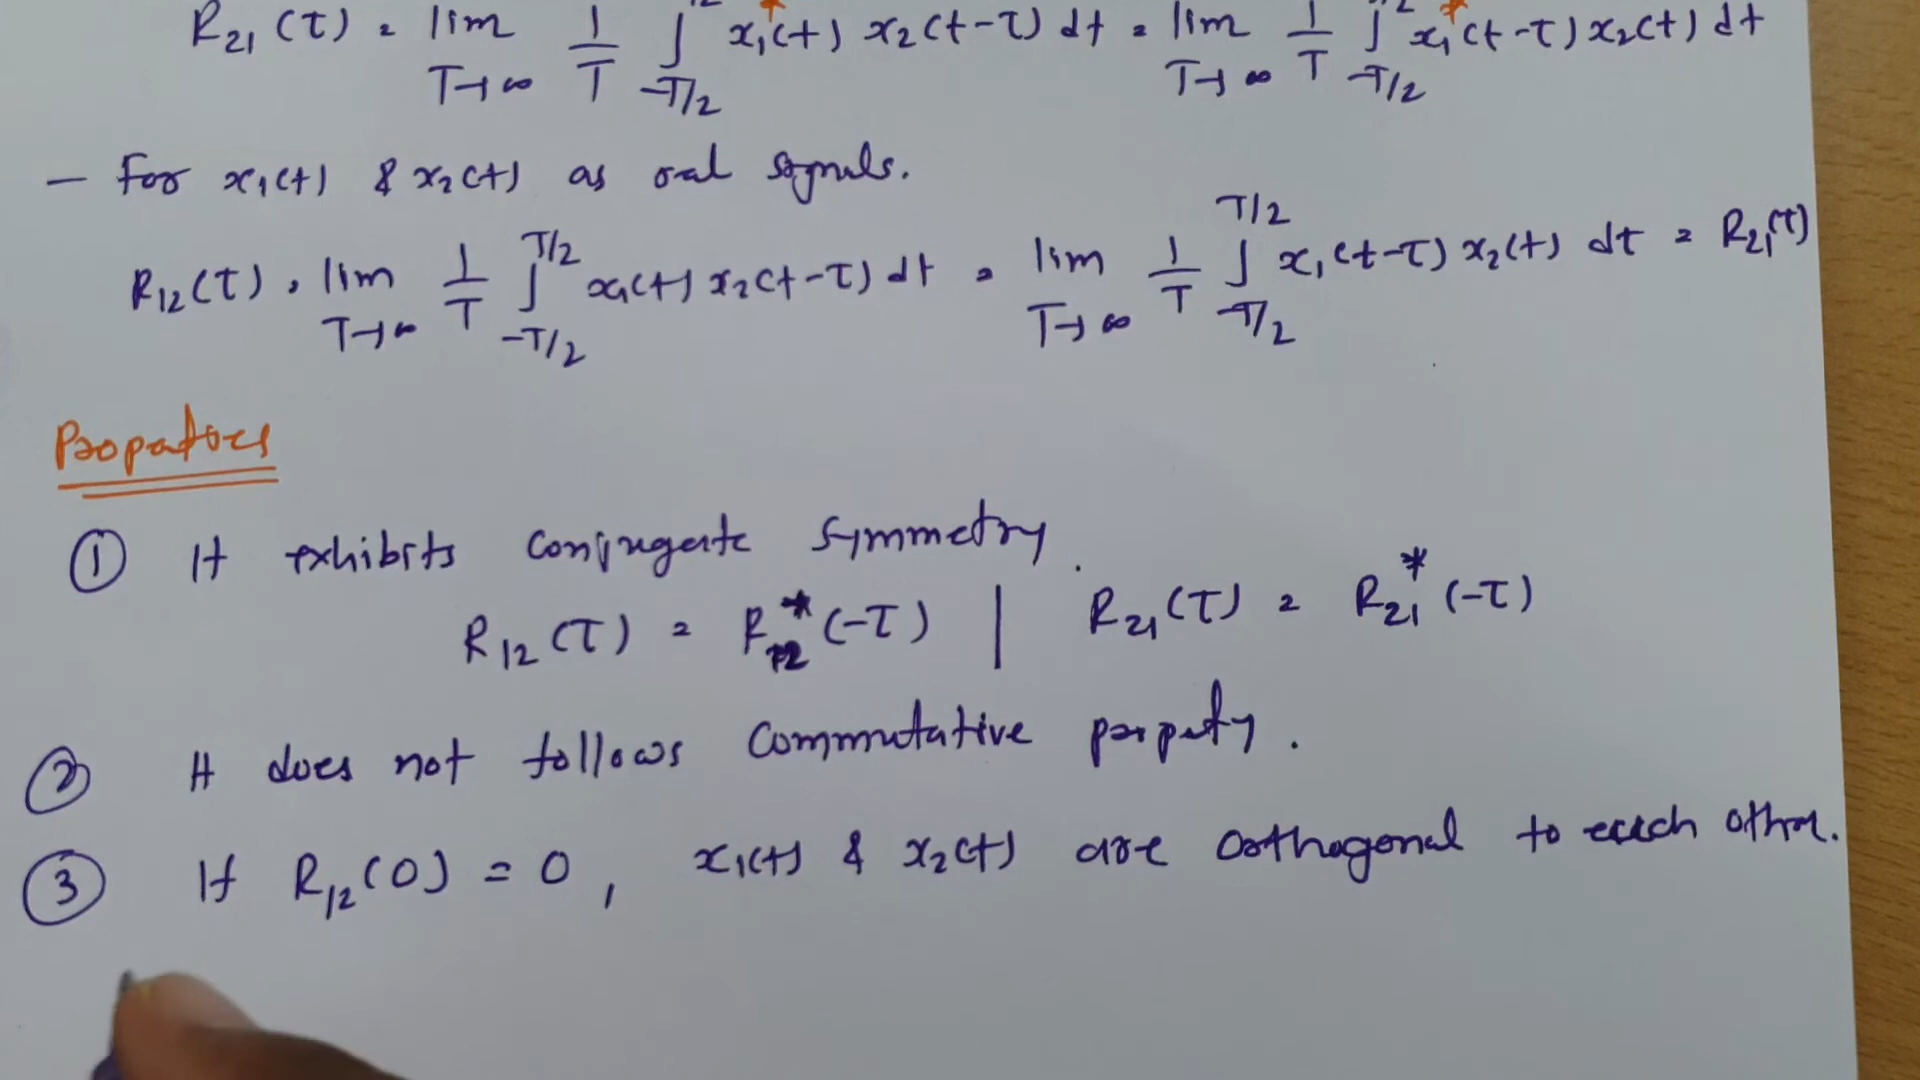 R21(τ) = lim T→∞ 1/T ∫ -T/2 x1*(t) x2(t-τ) dt = lim T→∞ 1/T ∫ -T/2 x1*(t-τ) x2(t) dt
— For x1(t) & x2(t) as real signals.
R12(τ) = lim T→∞ 1/T ∫ -T/2 T/2 x1(t) x2(t-τ) dt = lim T→∞ 1/T ∫ -T/2 T/2 x1(t-τ) x2(t) dt = R21(τ)
Properties
① It exhibits conjugate symmetry.
R12(τ) = R12*(-τ) | R21(τ) = R21*(-τ)
② It does not follows commutative property.
③ If R12(0) = 0, x1(t) & x2(t) are orthogonal to each other.